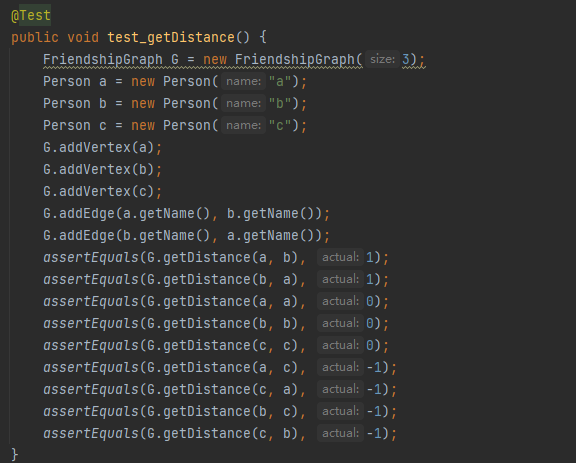 @Test
public void test_getDistance() {
    FriendshipGraph G = new FriendshipGraph( size: 3);
    Person a = new Person( name: "a");
    Person b = new Person( name: "b");
    Person c = new Person( name: "c");
    G.addVertex(a);
    G.addVertex(b);
    G.addVertex(c);
    G.addEdge(a.getName(), b.getName());
    G.addEdge(b.getName(), a.getName());
    assertEquals(G.getDistance(a, b), actual: 1);
    assertEquals(G.getDistance(b, a), actual: 1);
    assertEquals(G.getDistance(a, a), actual: 0);
    assertEquals(G.getDistance(b, b), actual: 0);
    assertEquals(G.getDistance(c, c), actual: 0);
    assertEquals(G.getDistance(a, c), actual: -1);
    assertEquals(G.getDistance(c, a), actual: -1);
    assertEquals(G.getDistance(b, c), actual: -1);
    assertEquals(G.getDistance(c, b), actual: -1);
}